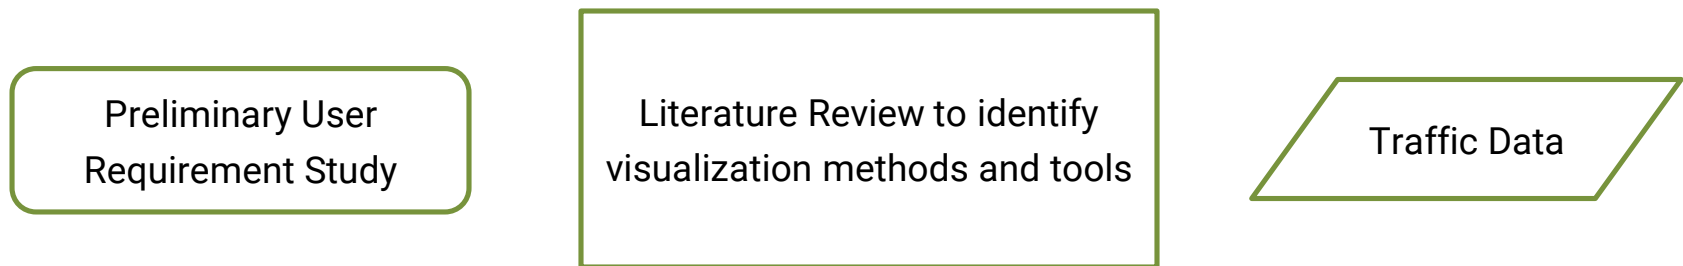 Preliminary User
Requirement Study
Literature Review to identify
visualization methods and tools
Traffic Data